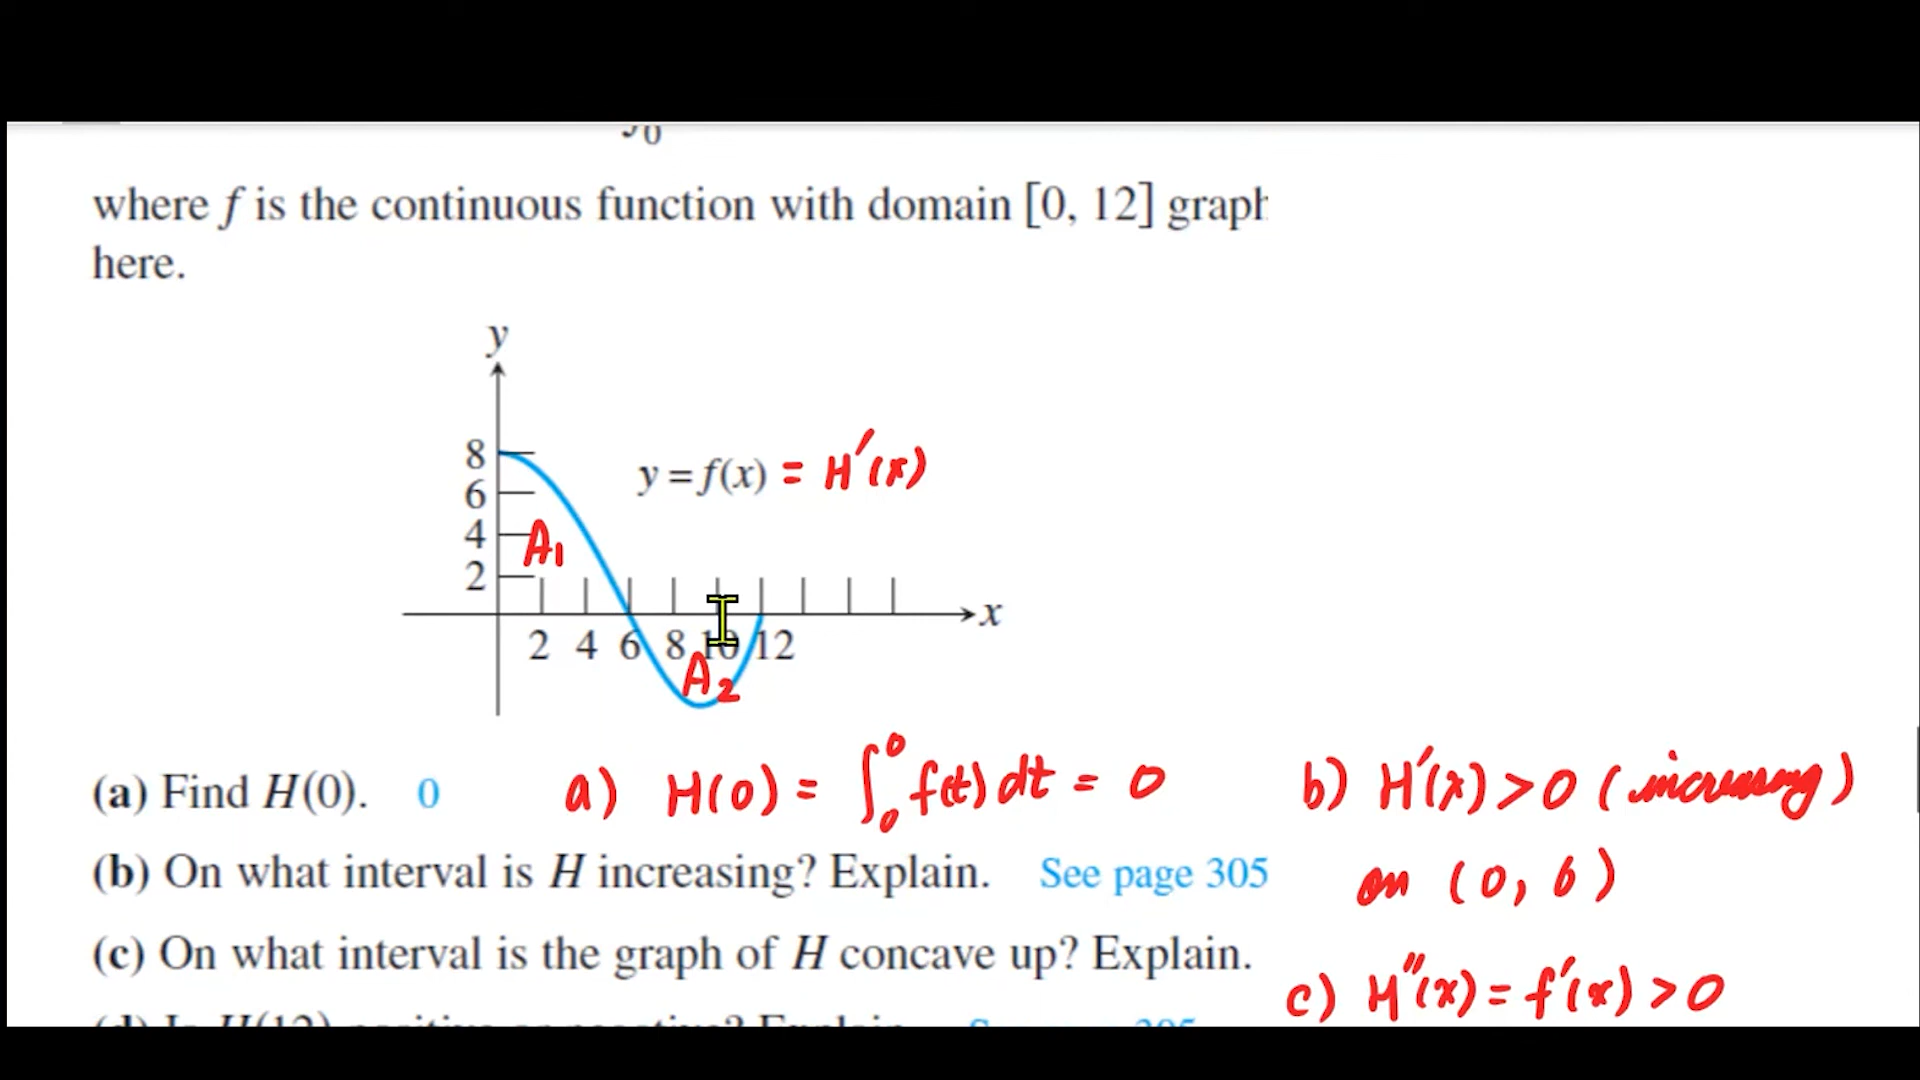 where f is the continuous function with domain [0, 12] graph
here.
y
8
6
4
2
y = f(x) = H′(x)
A₁
x
2 4 6 8 10 12
A₂
(a) Find H(0). 0
a) H(0) = ∫₀⁰ f(t) dt = 0
b) H′(x) > 0 (increasing)
(b) On what interval is H increasing? Explain. See page 305
on (0, 6)
(c) On what interval is the graph of H concave up? Explain.
c) H″(x) = f′(x) > 0